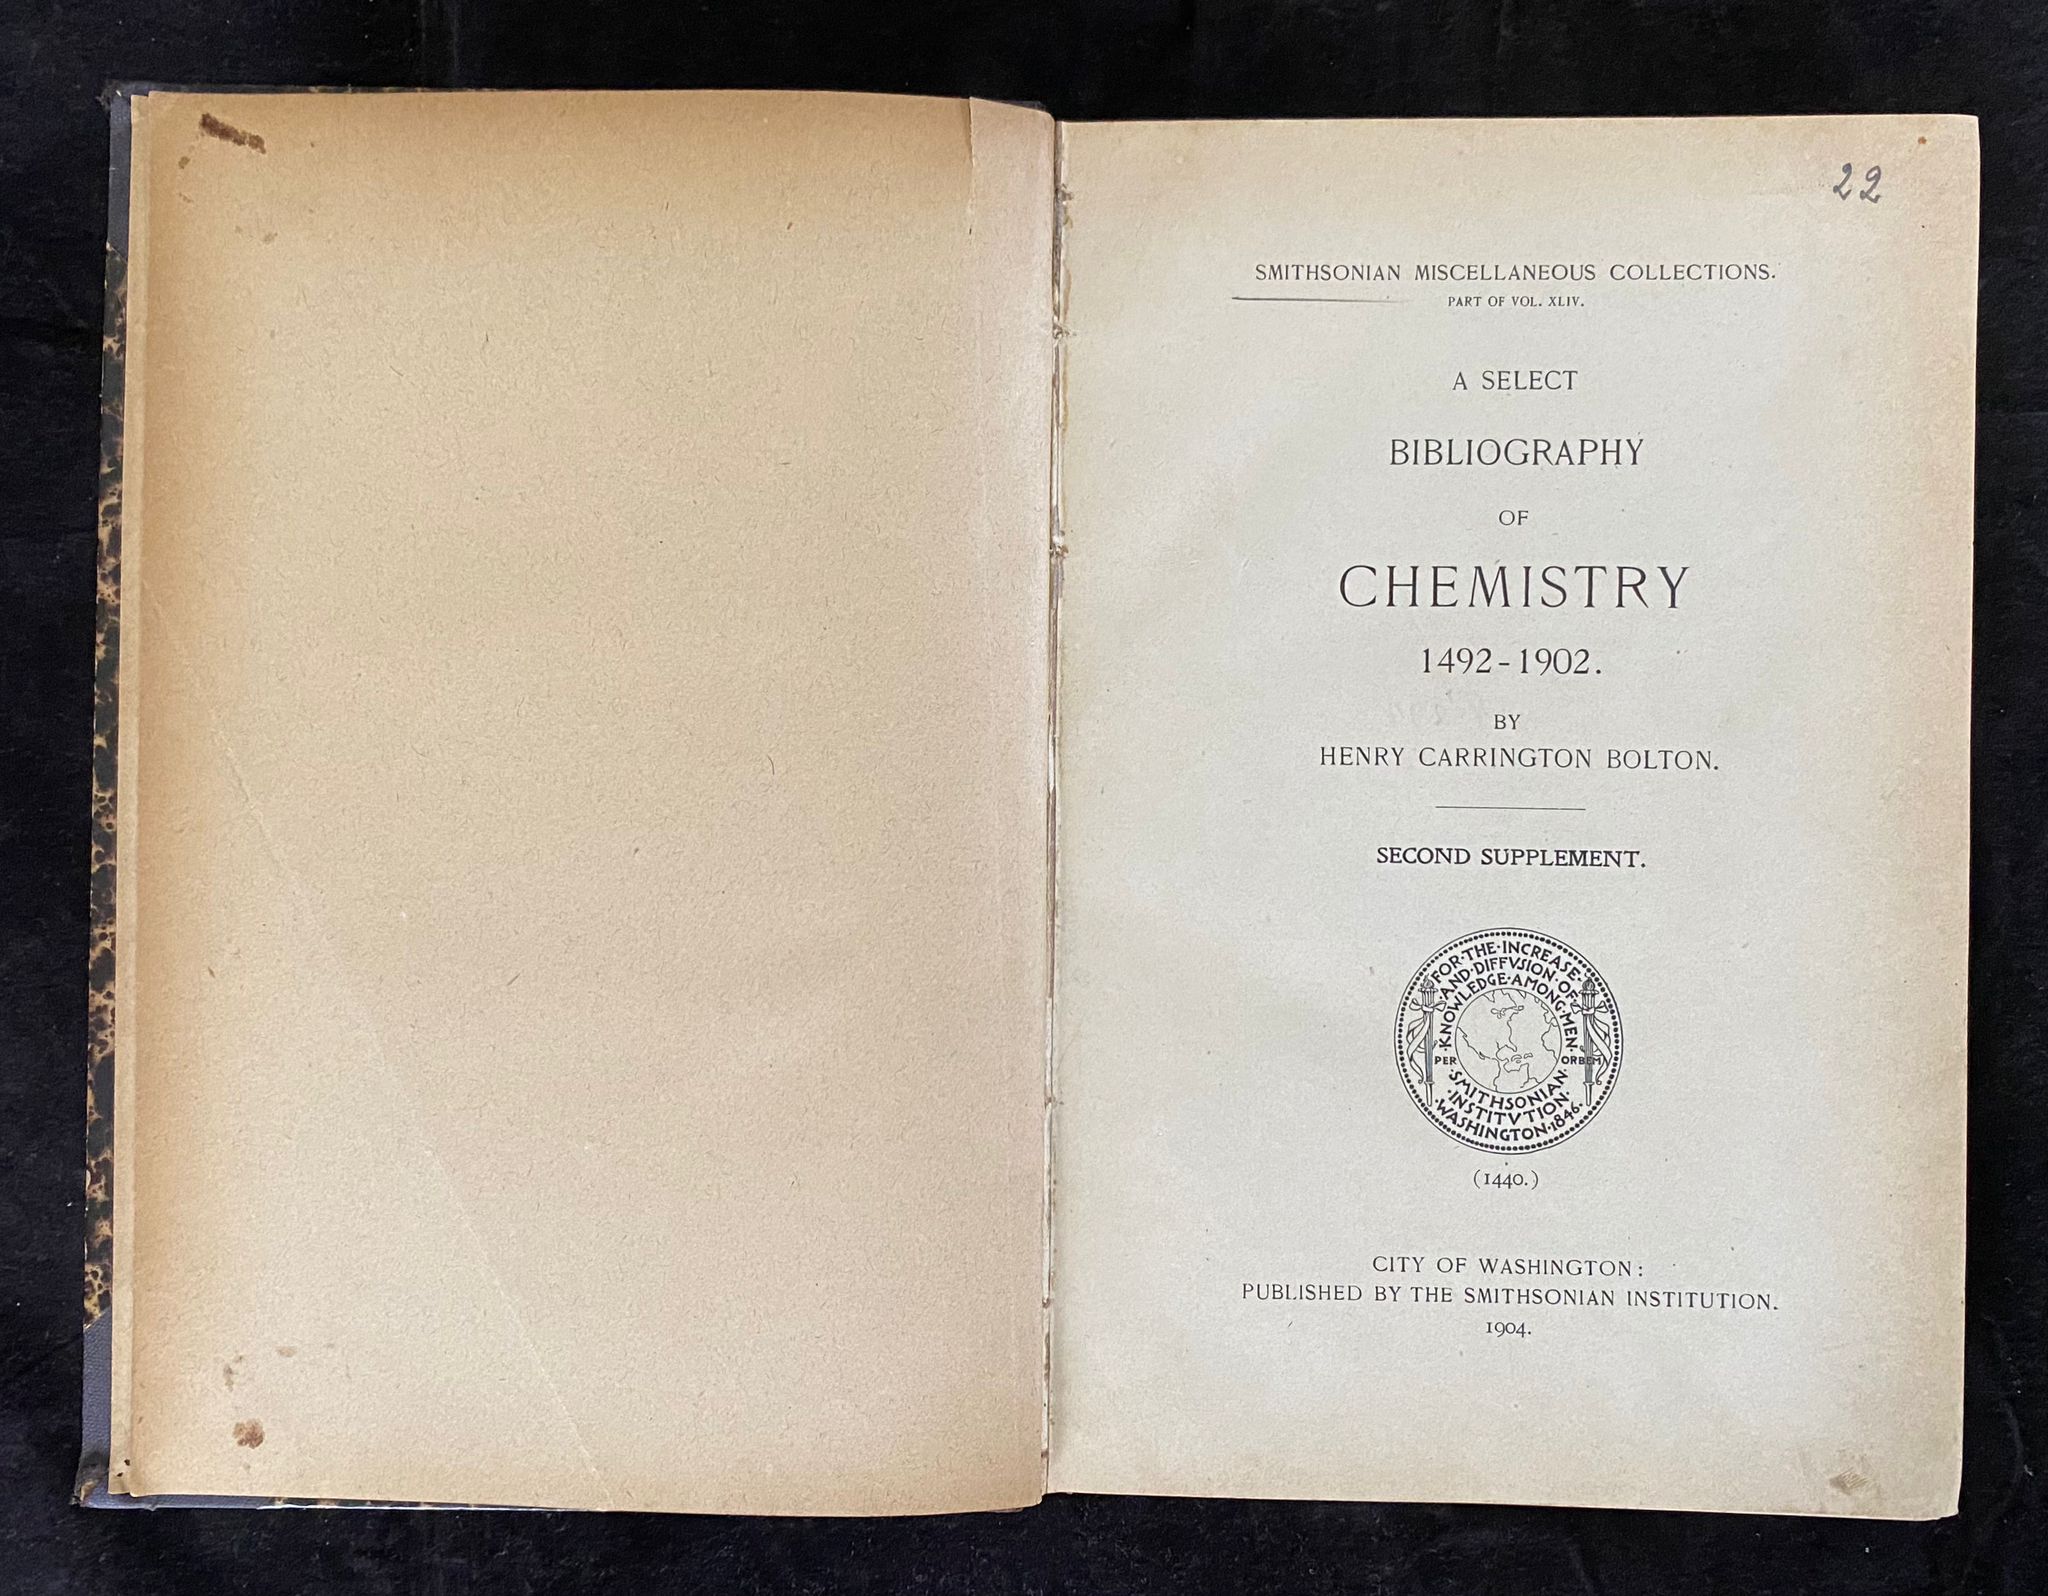 22
SMITHSONIAN MISCELLANEOUS COLLECTIONS.
PART OF VOL. XLIV.
A SELECT
BIBLIOGRAPHY
OF
CHEMISTRY
1492-1902.
BY
HENRY CARRINGTON BOLTON.
SECOND SUPPLEMENT.
FOR·THE·INCREASE·
AND·DIFFVSION·OF
·KNOWLEDGE·AMONG·MEN·
PER ORBEM
·SMITHSONIAN·
·INSTITVTION·
·WASHINGTON·1846·
(1440.)
CITY OF WASHINGTON:
PUBLISHED BY THE SMITHSONIAN INSTITUTION.
1904.